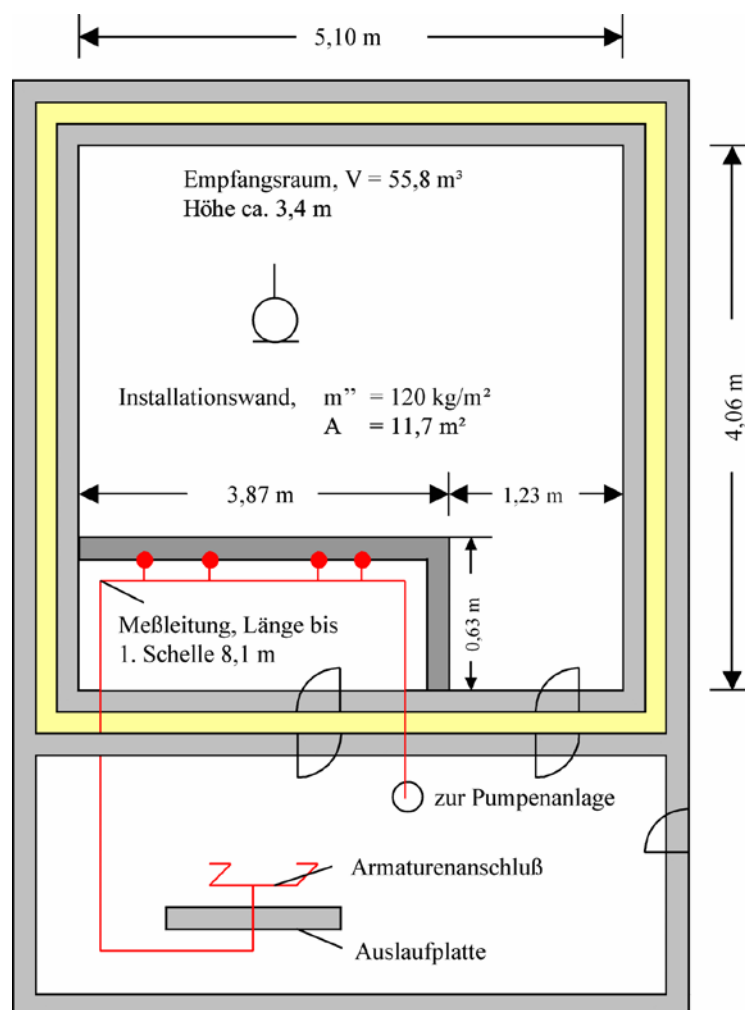 5,10 m
Empfangsraum, V = 55,8 m³
Höhe ca. 3,4 m
Installationswand, m” = 120 kg/m²
A = 11,7 m²
4,06 m
3,87 m
1,23 m
0,63 m
Meßleitung, Länge bis
1. Schelle 8,1 m
zur Pumpenanlage
Armaturenanschluß
Auslaufplatte